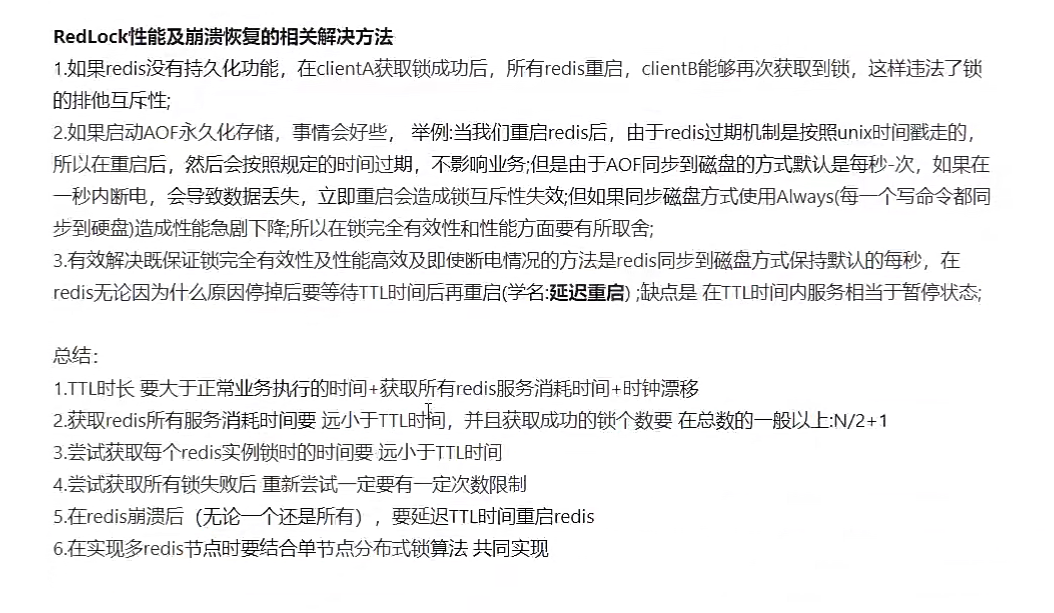 RedLock性能及崩溃恢复的相关解决方法
1.如果redis没有持久化功能，在clientA获取锁成功后，所有redis重启，clientB能够再次获取到锁，这样违法了锁
的排他互斥性;
2.如果启动AOF永久化存储，事情会好些， 举例:当我们重启redis后，由于redis过期机制是按照unix时间戳走的，
所以在重启后，然后会按照规定的时间过期，不影响业务;但是由于AOF同步到磁盘的方式默认是每秒-次，如果在
一秒内断电，会导致数据丢失，立即重启会造成锁互斥性失效;但如果同步磁盘方式使用Always(每一个写命令都同
步到硬盘)造成性能急剧下降;所以在锁完全有效性和性能方面要有所取舍;
3.有效解决既保证锁完全有效性及性能高效及即使断电情况的方法是redis同步到磁盘方式保持默认的每秒，在
redis无论因为什么原因停掉后要等待TTL时间后再重启(学名:延迟重启) ;缺点是 在TTL时间内服务相当于暂停状态;
总结：
1.TTL时长 要大于正常业务执行的时间+获取所有redis服务消耗时间+时钟漂移
2.获取redis所有服务消耗时间要 远小于TTL时间，并且获取成功的锁个数要 在总数的一般以上:N/2+1
3.尝试获取每个redis实例锁时的时间要 远小于TTL时间
4.尝试获取所有锁失败后 重新尝试一定要有一定次数限制
5.在redis崩溃后（无论一个还是所有），要延迟TTL时间重启redis
6.在实现多redis节点时要结合单节点分布式锁算法 共同实现